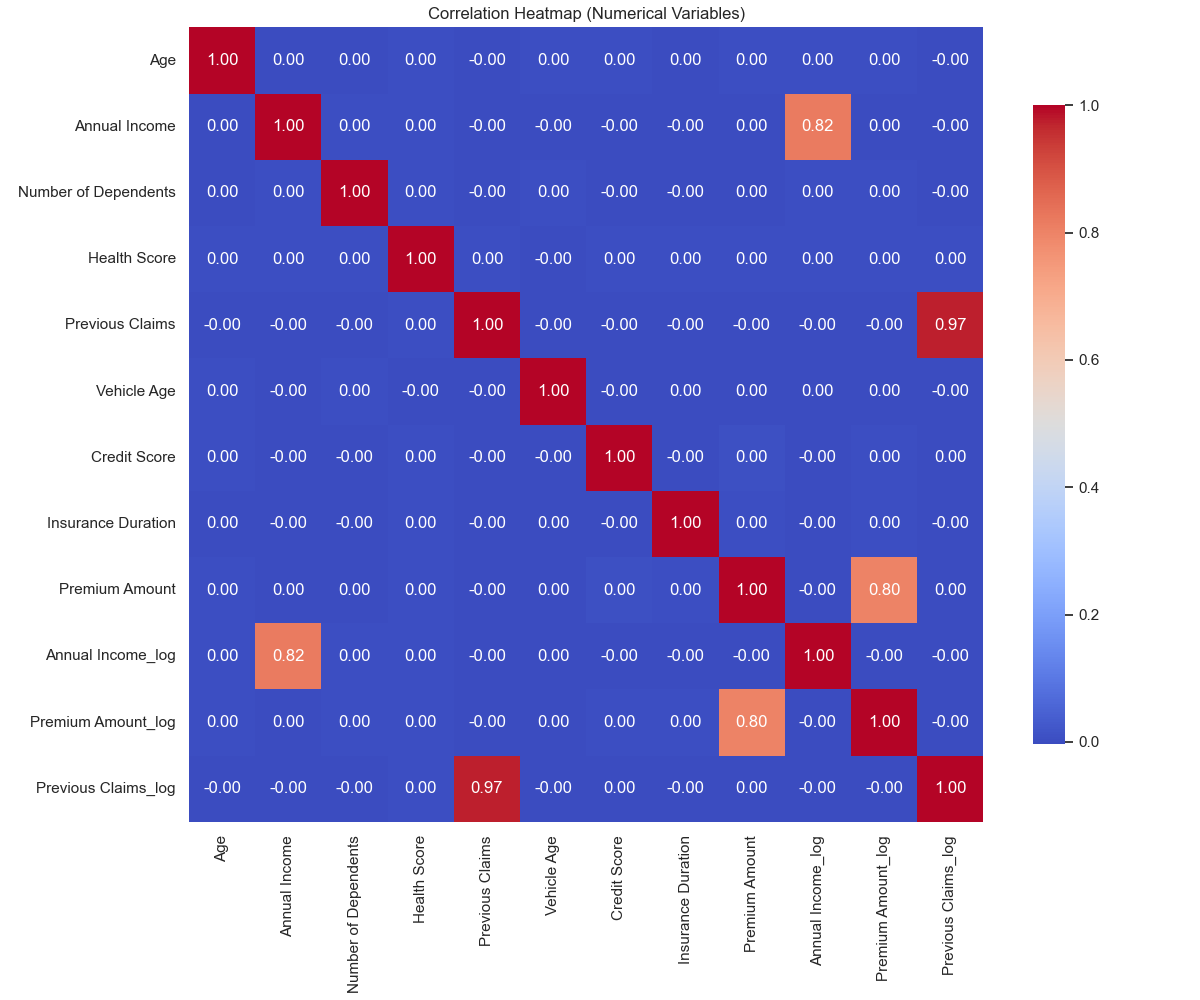 Correlation Heatmap (Numerical Variables)
Age 1.00 0.00 0.00 0.00 -0.00 0.00 0.00 0.00 0.00 0.00 0.00 -0.00
Annual Income 0.00 1.00 0.00 0.00 -0.00 -0.00 -0.00 -0.00 0.00 0.82 0.00 -0.00
Number of Dependents 0.00 0.00 1.00 0.00 -0.00 0.00 -0.00 -0.00 0.00 0.00 0.00 -0.00
Health Score 0.00 0.00 0.00 1.00 0.00 -0.00 0.00 0.00 0.00 0.00 0.00 0.00
Previous Claims -0.00 -0.00 -0.00 0.00 1.00 -0.00 -0.00 -0.00 -0.00 -0.00 -0.00 0.97
Vehicle Age 0.00 -0.00 0.00 -0.00 -0.00 1.00 -0.00 0.00 0.00 0.00 0.00 -0.00
Credit Score 0.00 -0.00 -0.00 0.00 -0.00 -0.00 1.00 -0.00 0.00 -0.00 0.00 0.00
Insurance Duration 0.00 -0.00 -0.00 0.00 -0.00 0.00 -0.00 1.00 0.00 -0.00 0.00 -0.00
Premium Amount 0.00 0.00 0.00 0.00 -0.00 0.00 0.00 0.00 1.00 -0.00 0.80 0.00
Annual Income_log 0.00 0.82 0.00 0.00 -0.00 0.00 -0.00 -0.00 -0.00 1.00 -0.00 -0.00
Premium Amount_log 0.00 0.00 0.00 0.00 -0.00 0.00 0.00 0.00 0.80 -0.00 1.00 -0.00
Previous Claims_log -0.00 -0.00 -0.00 0.00 0.97 -0.00 0.00 -0.00 0.00 -0.00 -0.00 1.00
Age
Annual Income
Number of Dependents
Health Score
Previous Claims
Vehicle Age
Credit Score
Insurance Duration
Premium Amount
Annual Income_log
Premium Amount_log
Previous Claims_log
1.0
0.8
0.6
0.4
0.2
0.0